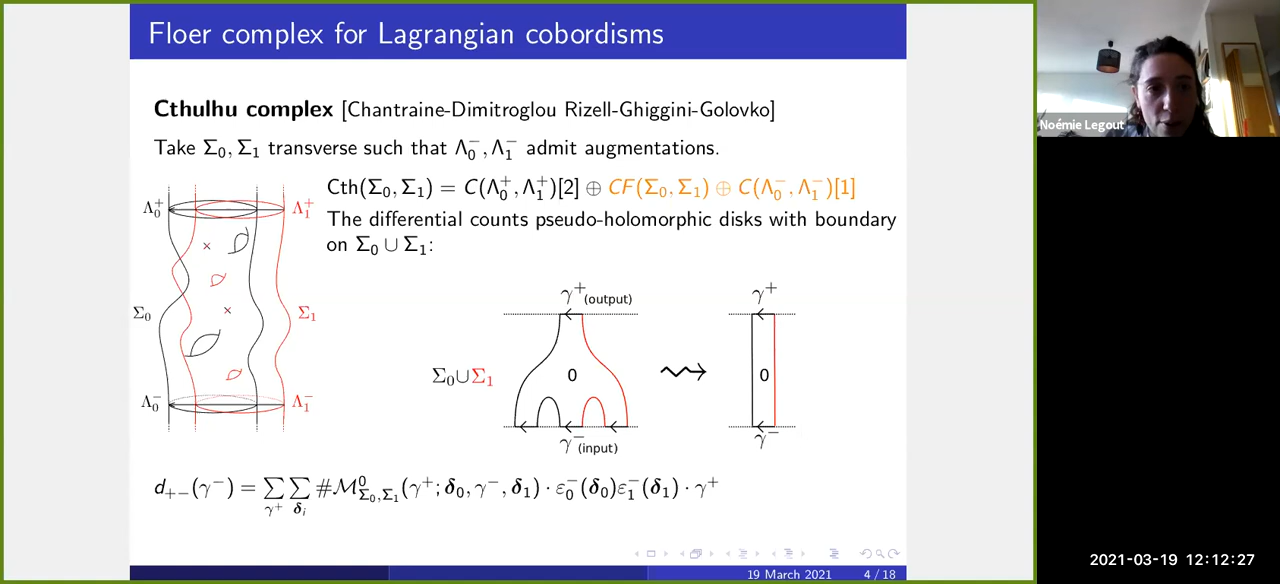 Floer complex for Lagrangian cobordisms
Cthulhu complex [Chantraine-Dimitroglou Rizell-Ghiggini-Golovko]
Take Σ₀, Σ₁ transverse such that Λ₀⁻, Λ₁⁻ admit augmentations.
Cth(Σ₀, Σ₁) = C(Λ₀⁺, Λ₁⁺)[2] ⊕ CF(Σ₀, Σ₁) ⊕ C(Λ₀⁻, Λ₁⁻)[1]
The differential counts pseudo-holomorphic disks with boundary
on Σ₀ ∪ Σ₁:
Λ₀⁺ Λ₁⁺
Σ₀ Σ₁
Λ₀⁻ Λ₁⁻
γ⁺(output) γ⁺
Σ₀∪Σ₁ 0 ⇝ 0
γ⁻(input) γ⁻
d₊₋(γ⁻) = ∑_{γ⁺} ∑_{δᵢ} #M⁰_{Σ₀,Σ₁}(γ⁺; δ₀, γ⁻, δ₁) · ε₀⁻(δ₀)ε₁⁻(δ₁) · γ⁺
19 March 2021 4 / 18
Noémie Legout
2021-03-19 12:12:27